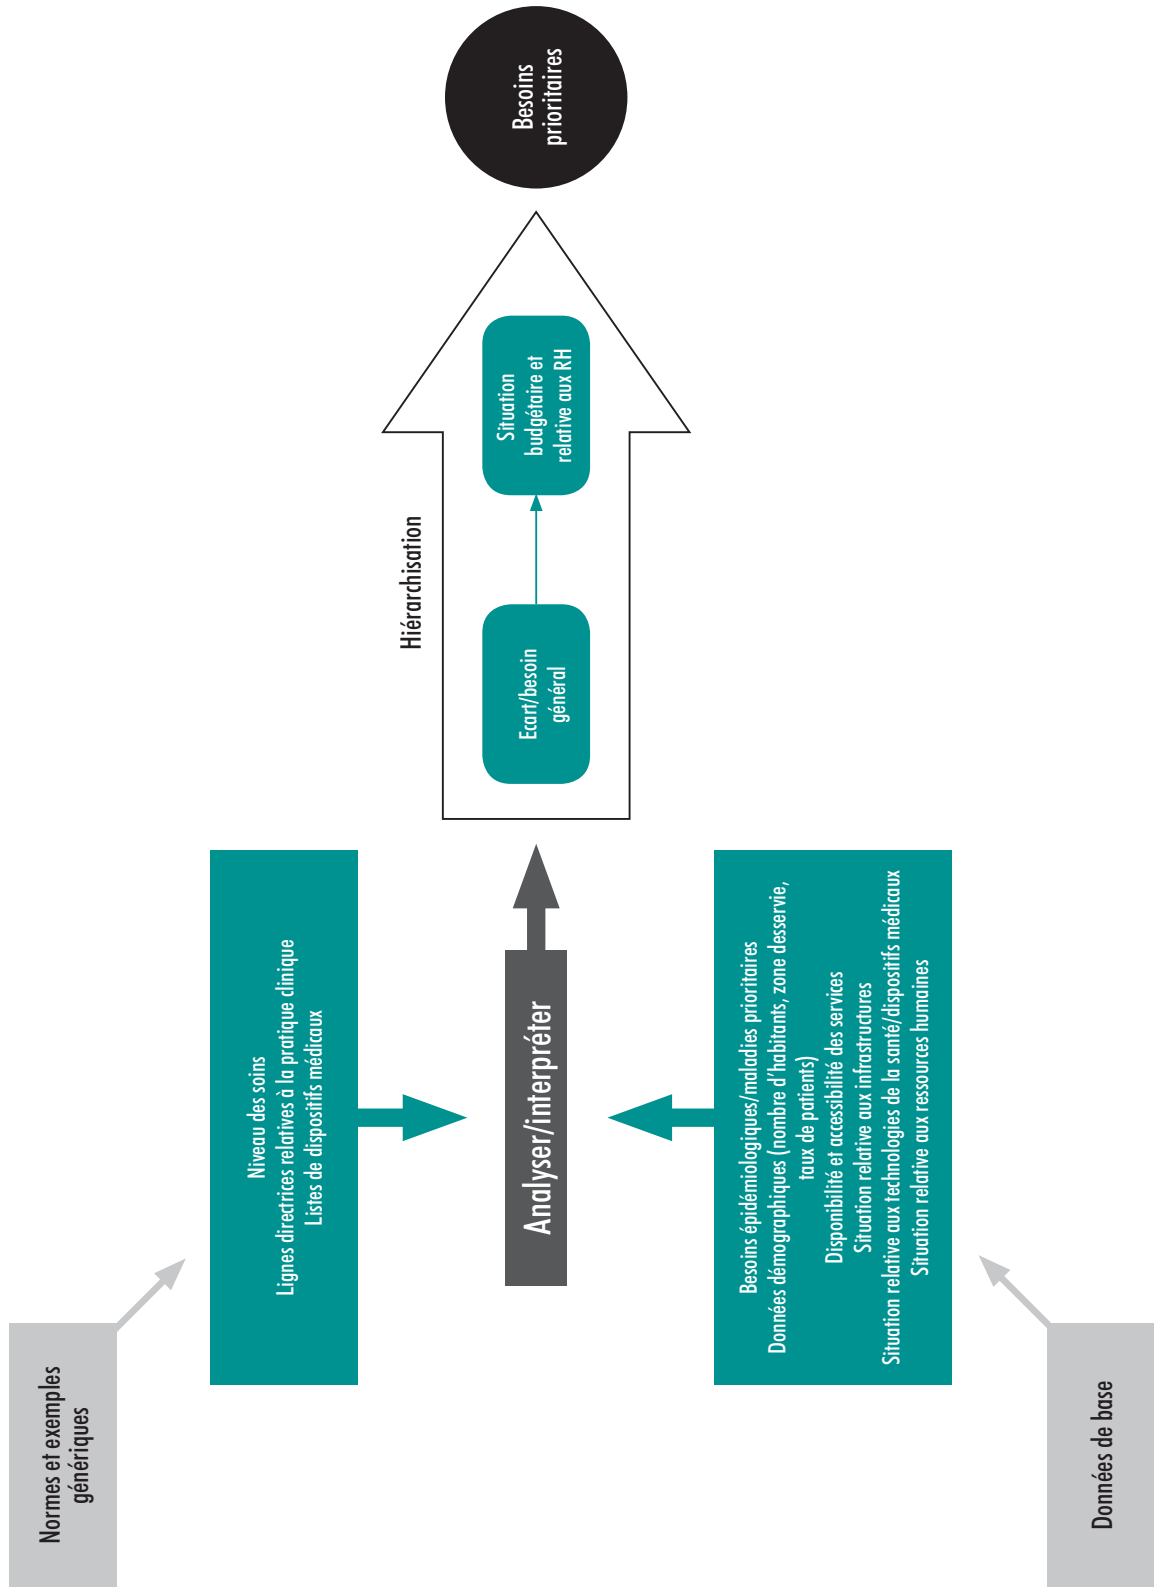 Normes et exemples
génériques
Niveau des soins
Lignes directrices relatives à la pratique clinique
Listes de dispositifs médicaux
Analyser/interpréter
Hiérarchisation
Ecart/besoin
général
Situation
budgétaire et
relative aux RH
Besoins
prioritaires
Besoins épidémiologiques/maladies prioritaires
Données démographiques (nombre d'habitants, zone desservie,
taux de patients)
Disponibilité et accessibilité des services
Situation relative aux infrastructures
Situation relative aux technologies de la santé/dispositifs médicaux
Situation relative aux ressources humaines
Données de base